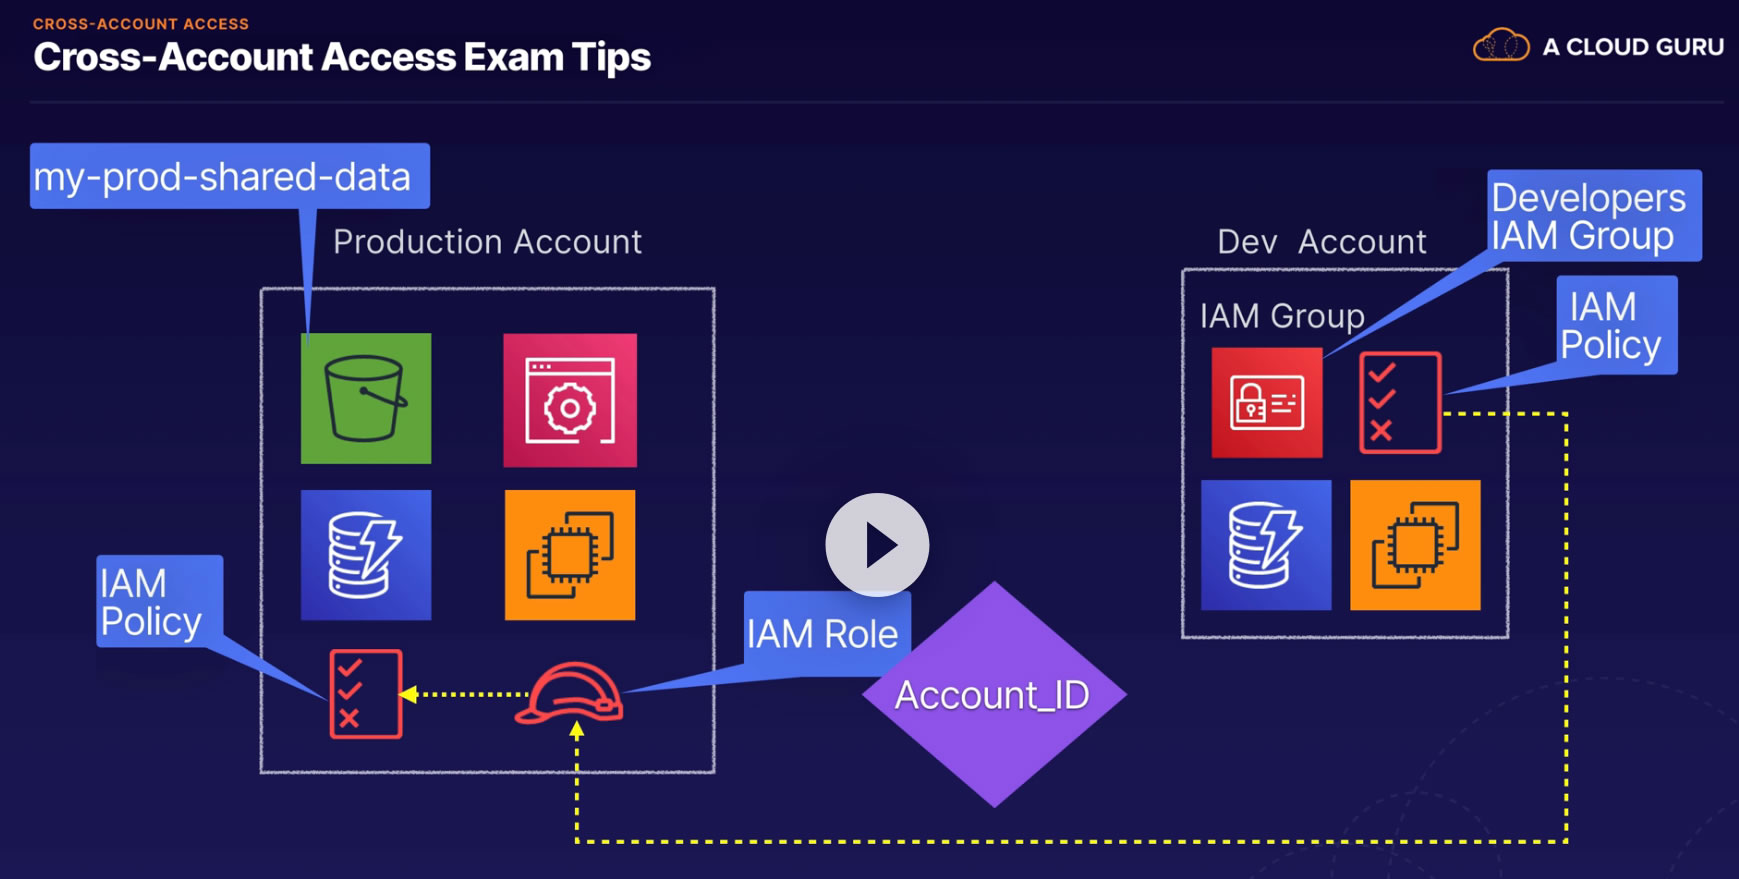 CROSS-ACCOUNT ACCESS
Cross-Account Access Exam Tips
A CLOUD GURU
my-prod-shared-data
Production Account
Dev Account
Developers
IAM Group
IAM Group
IAM
Policy
IAM
Policy
IAM Role
Account_ID